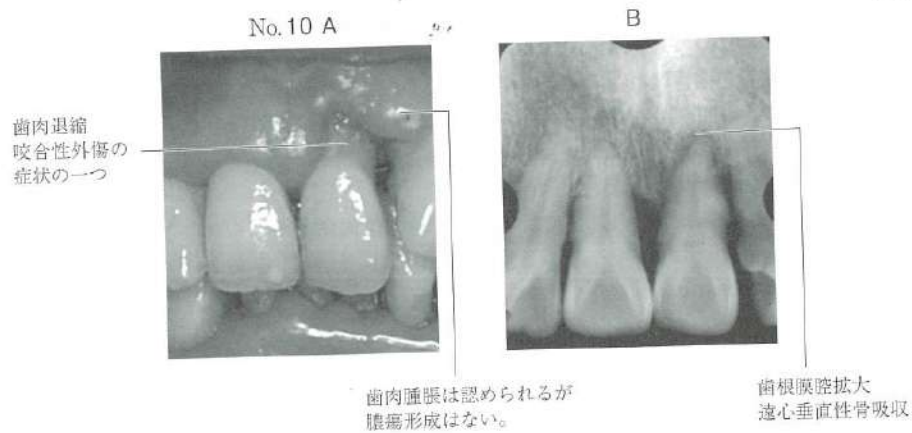 No. 10 A
B
歯肉退縮
咬合性外傷の
症状の一つ
歯肉腫脹は認められるが
膿瘍形成はない。
歯根膜腔拡大
遠心垂直性骨吸収